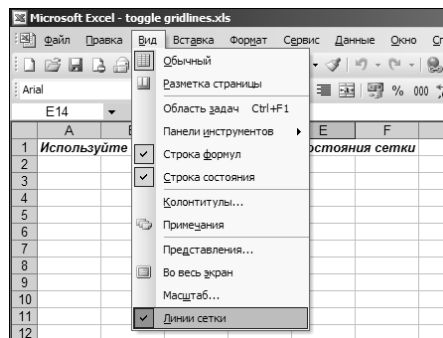 Microsoft Excel - toggle gridlines.xls
Файл Правка Вид Вставка Формат Сервис Данные Окно
Arial
% 000
E14
A E F
1 Используйте остояния сетки
2
3
4
5
6
7
8
9
10
11
12
Обычный
Разметка страницы
Область задач Ctrl+F1
Панели инструментов
Строка формул
Строка состояния
Колонтитулы...
Примечания
Представления...
Во весь экран
Масштаб...
Линии сетки